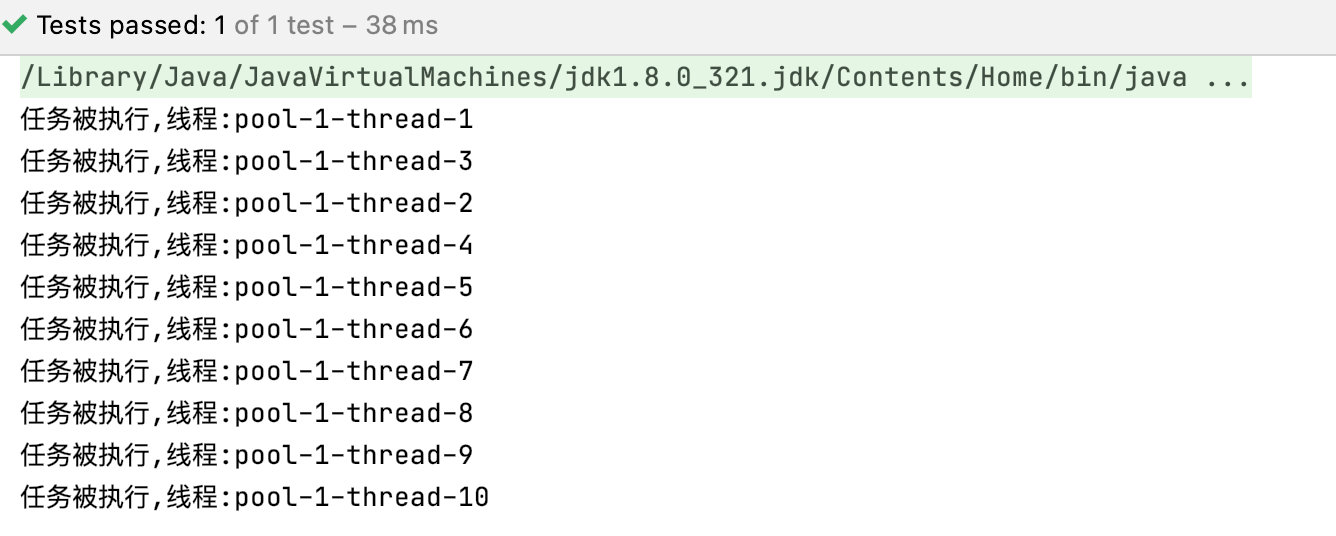 Tests passed: 1 of 1 test – 38 ms
/Library/Java/JavaVirtualMachines/jdk1.8.0_321.jdk/Contents/Home/bin/java ...
任务被执行,线程:pool-1-thread-1
任务被执行,线程:pool-1-thread-3
任务被执行,线程:pool-1-thread-2
任务被执行,线程:pool-1-thread-4
任务被执行,线程:pool-1-thread-5
任务被执行,线程:pool-1-thread-6
任务被执行,线程:pool-1-thread-7
任务被执行,线程:pool-1-thread-8
任务被执行,线程:pool-1-thread-9
任务被执行,线程:pool-1-thread-10